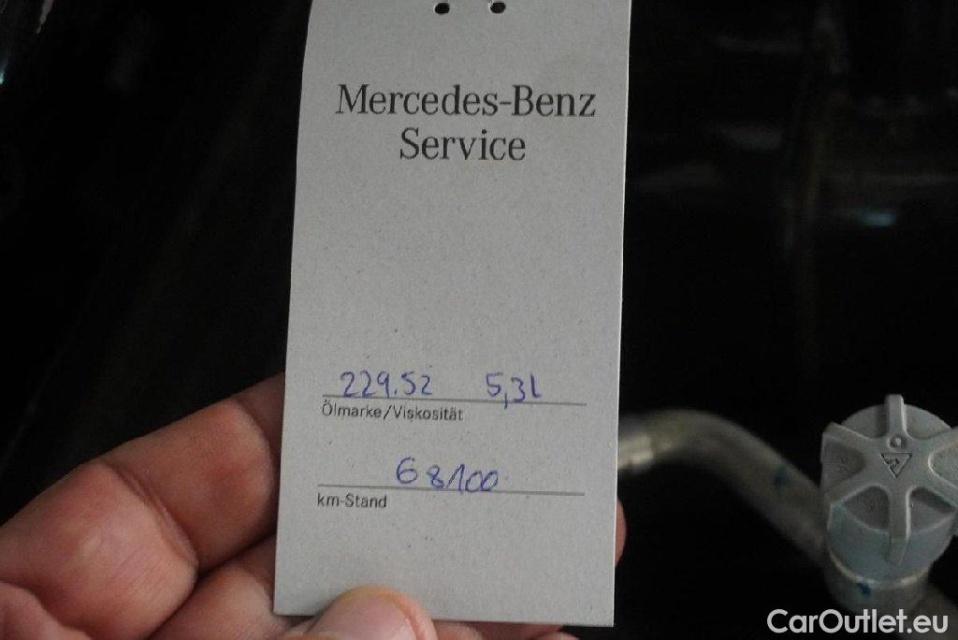 Mercedes-Benz
Service
229.52 5,3l
Ölmarke/Viskosität
68100
km-Stand
CarOutlet.eu